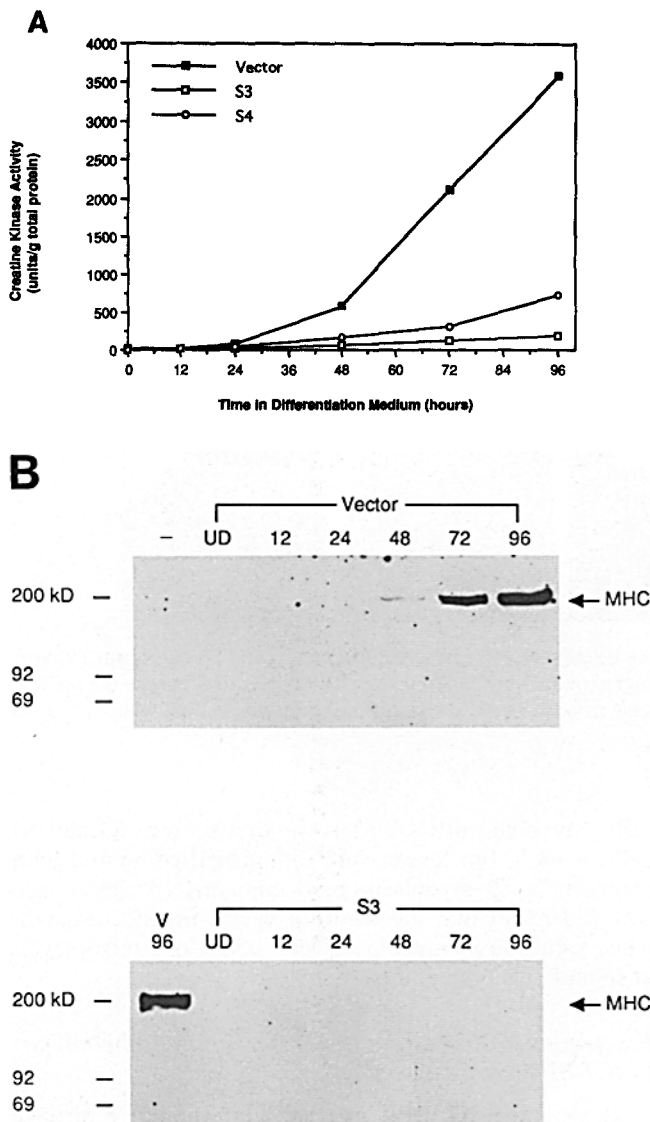 A
4000
3500
3000
2500
2000
1500
1000
500
0
Creatine Kinase Activity
(units/g total protein)
Vector
S3
S4
0 12 24 36 48 60 72 84 96
Time in Differentiation Medium (hours)
B
Vector
– UD 12 24 48 72 96
200 kD –
← MHC
92 –
69 –
S3
V
96 UD 12 24 48 72 96
200 kD –
← MHC
92 –
69 –